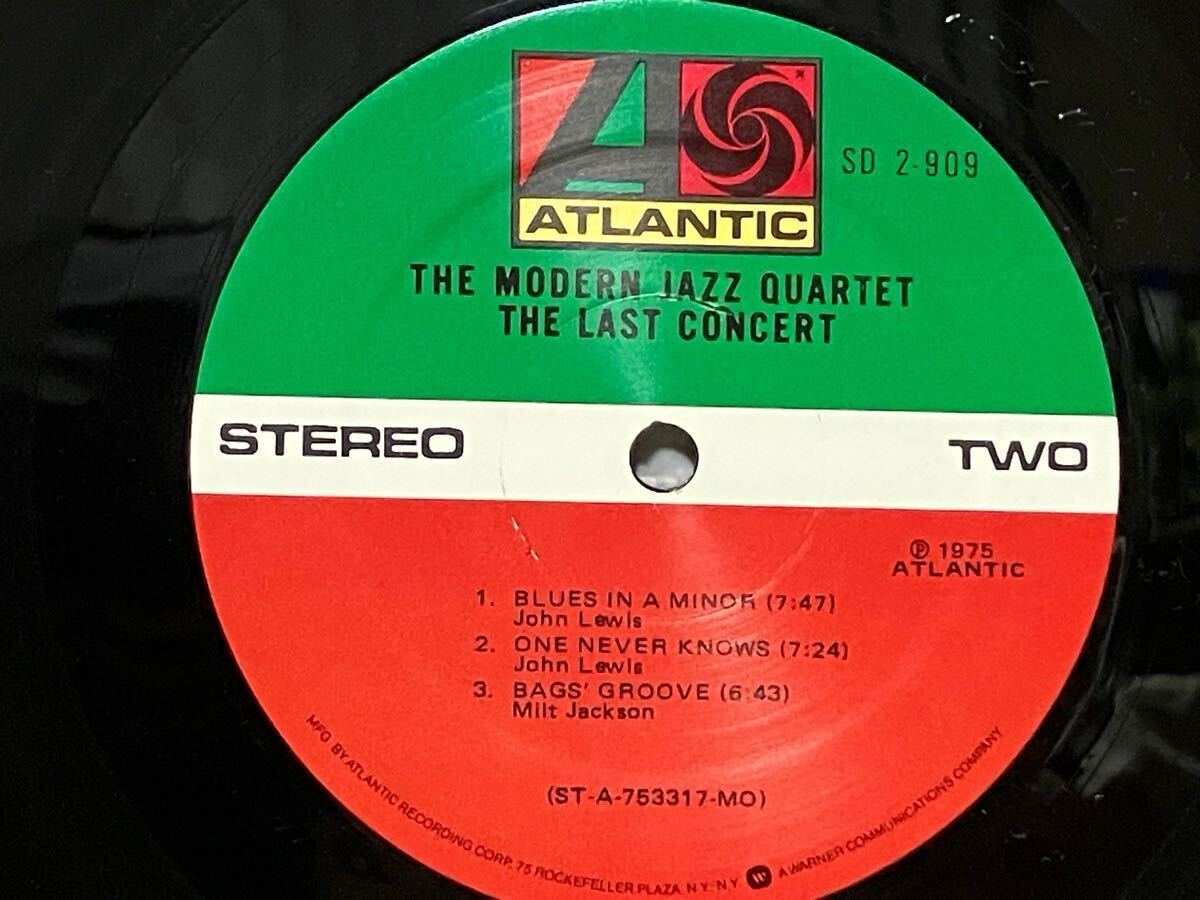 SD 2-909
ATLANTIC
THE MODERN JAZZ QUARTET
THE LAST CONCERT
STEREO
TWO
℗ 1975
ATLANTIC
1. BLUES IN A MINOR (7:47)
John Lewis
2. ONE NEVER KNOWS (7:24)
John Lewis
3. BAGS' GROOVE (6:43)
Milt Jackson
(ST-A-753317-MO)
MFG. BY ATLANTIC RECORDING CORP. 75 ROCKEFELLER PLAZA, N.Y. N.Y. A WARNER COMMUNICATIONS COMPANY